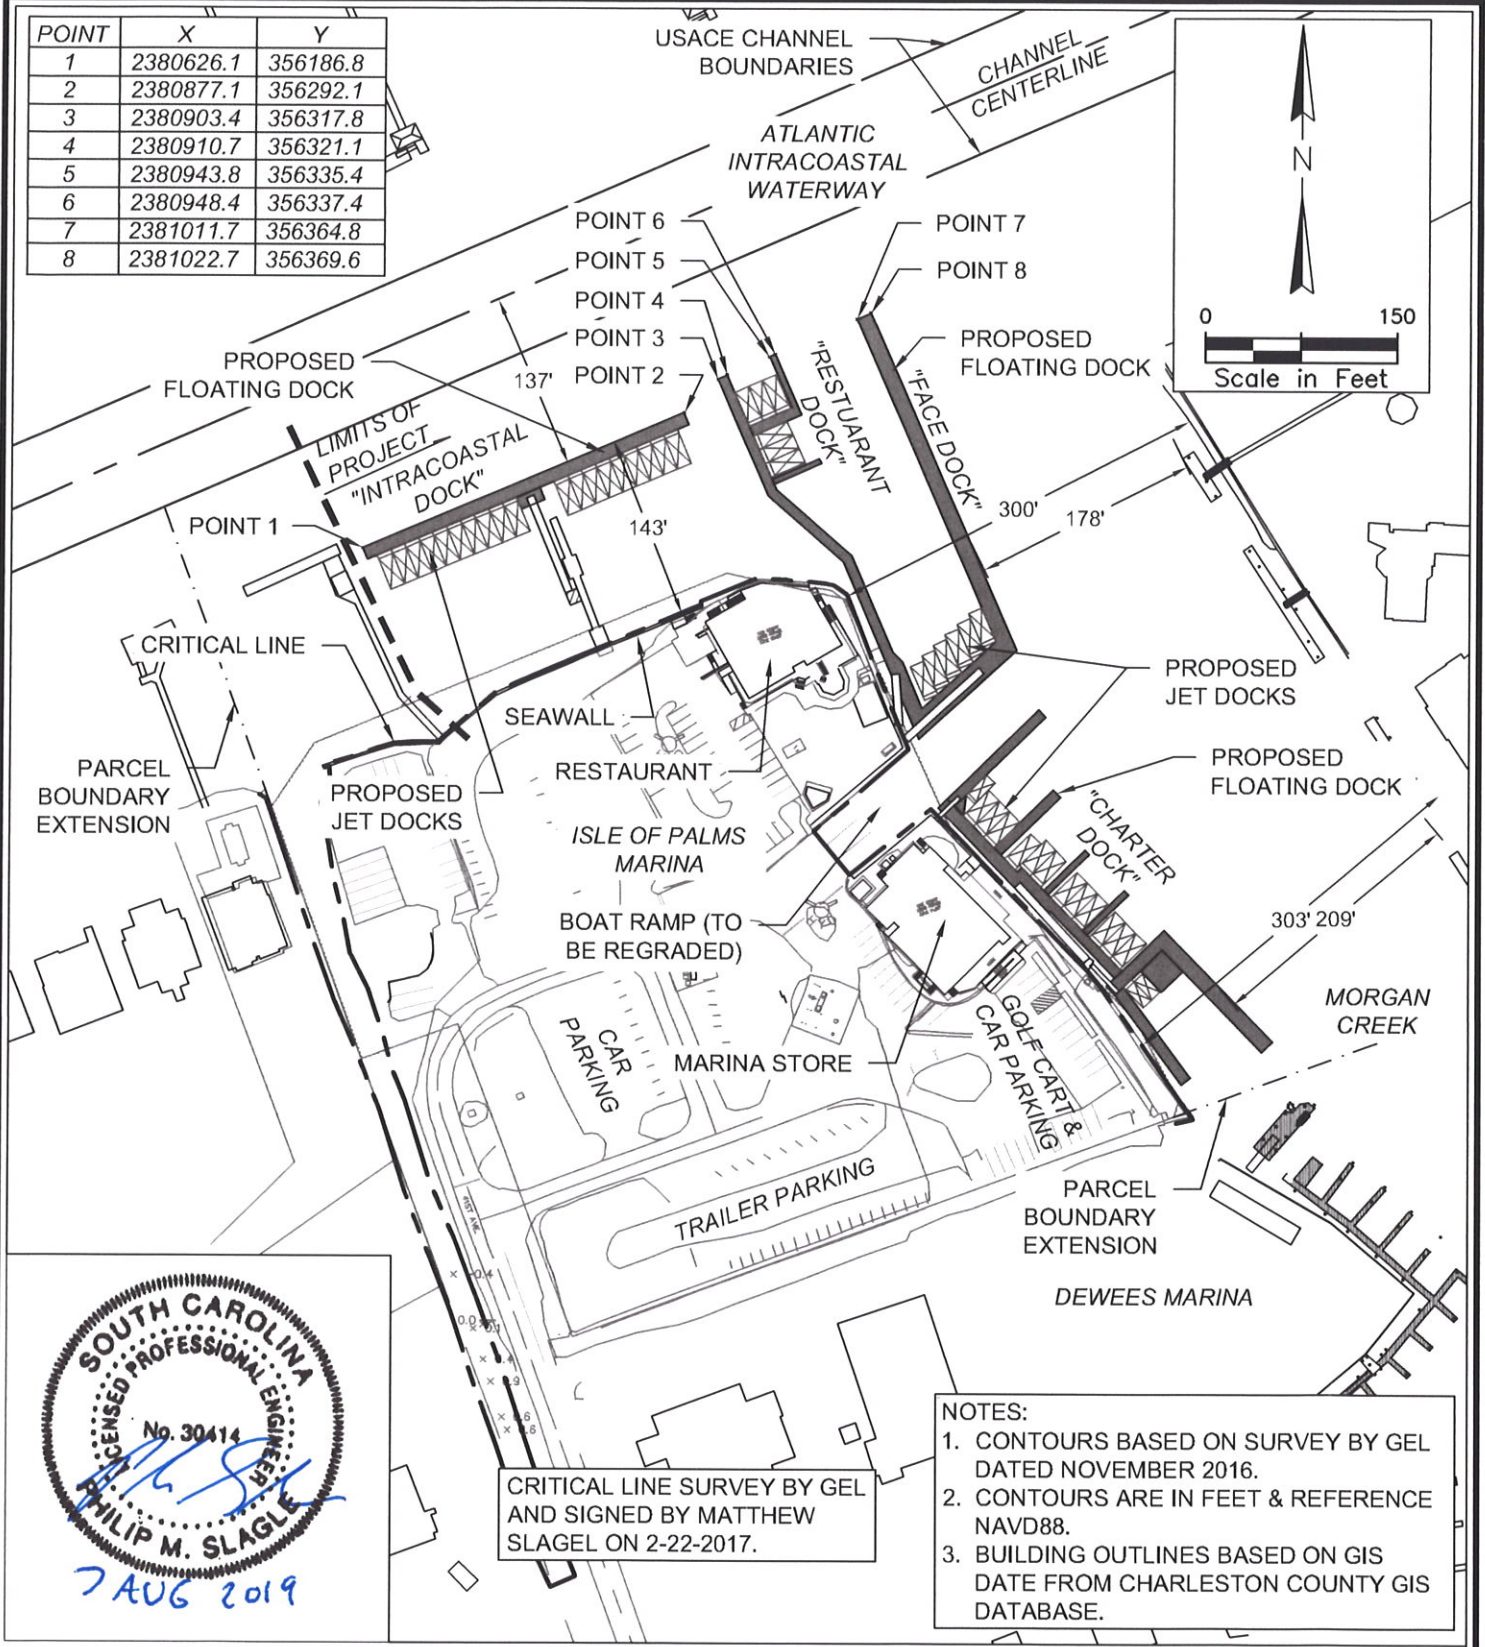 POINT X Y
1 2380626.1 356186.8
2 2380877.1 356292.1
3 2380903.4 356317.8
4 2380910.7 356321.1
5 2380943.8 356335.4
6 2380948.4 356337.4
7 2381011.7 356364.8
8 2381022.7 356369.6
USACE CHANNEL
BOUNDARIES
CHANNEL
CENTERLINE
ATLANTIC
INTRACOASTAL
WATERWAY
N
0 150
Scale in Feet
POINT 6
POINT 5
POINT 4
POINT 3
POINT 2
POINT 7
POINT 8
PROPOSED
FLOATING DOCK
PROPOSED
FLOATING DOCK
137'
LIMITS OF
PROJECT
"INTRACOASTAL
DOCK"
"RESTUARANT
DOCK"
"FACE DOCK"
POINT 1
143'
300'
178'
CRITICAL LINE
SEAWALL
RESTAURANT
PROPOSED
JET DOCKS
PARCEL
BOUNDARY
EXTENSION
PROPOSED
JET DOCKS
PROPOSED
FLOATING DOCK
"CHARTER
DOCK"
ISLE OF PALMS
MARINA
BOAT RAMP (TO
BE REGRADED)
303' 209'
MORGAN
CREEK
CAR
PARKING
MARINA STORE
GOLF CART &
CAR PARKING
TRAILER PARKING
41ST AVE.
PARCEL
BOUNDARY
EXTENSION
DEWEES MARINA
0.0
SOUTH CAROLINA
LICENSED PROFESSIONAL ENGINEER
No. 30414
PHILIP M. SLAGLE
7 AUG 2019
CRITICAL LINE SURVEY BY GEL
AND SIGNED BY MATTHEW
SLAGEL ON 2-22-2017.
NOTES:
1. CONTOURS BASED ON SURVEY BY GEL
DATED NOVEMBER 2016.
2. CONTOURS ARE IN FEET & REFERENCE
NAVD88.
3. BUILDING OUTLINES BASED ON GIS
DATE FROM CHARLESTON COUNTY GIS
DATABASE.